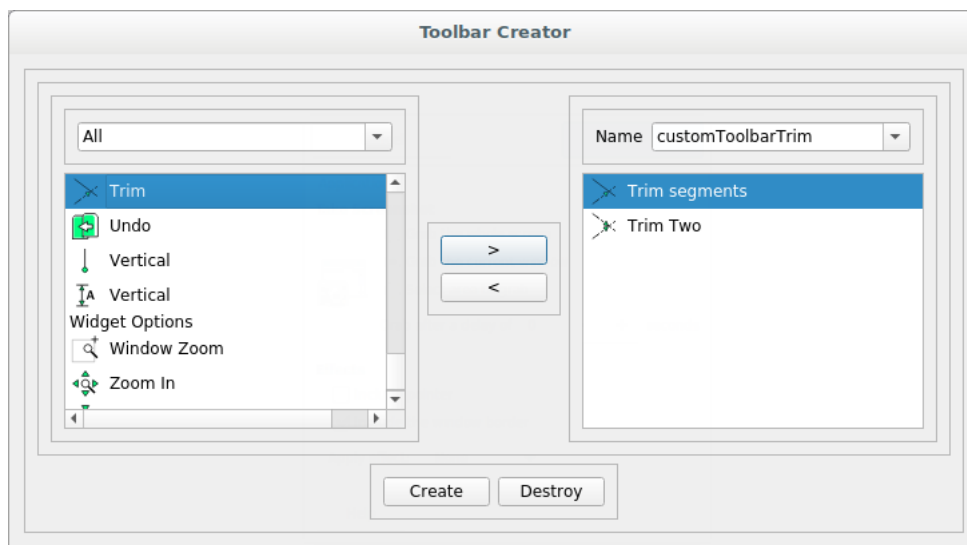 Toolbar Creator
All
Name customToolbarTrim
Trim
Undo
Vertical
A Vertical
Widget Options
Window Zoom
Zoom In
>
<
Trim segments
Trim Two
Create Destroy